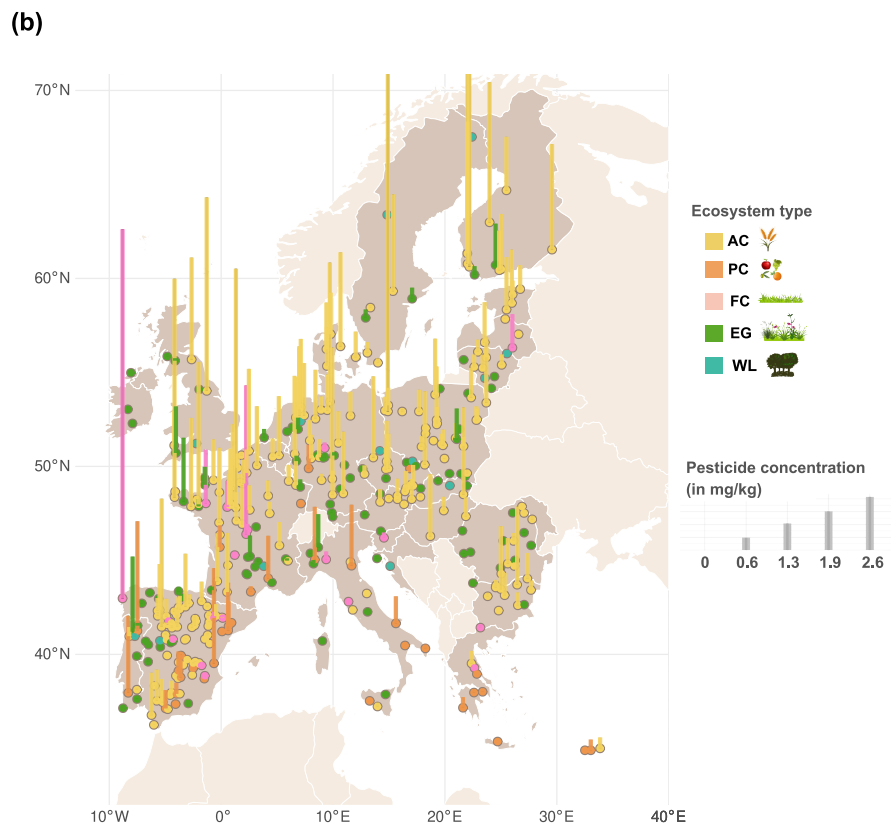 (b)
70°N
60°N
50°N
40°N
10°W
0°
10°E
20°E
30°E
40°E
Ecosystem type
AC
PC
FC
EG
WL
Pesticide concentration
(in mg/kg)
0 0.6 1.3 1.9 2.6